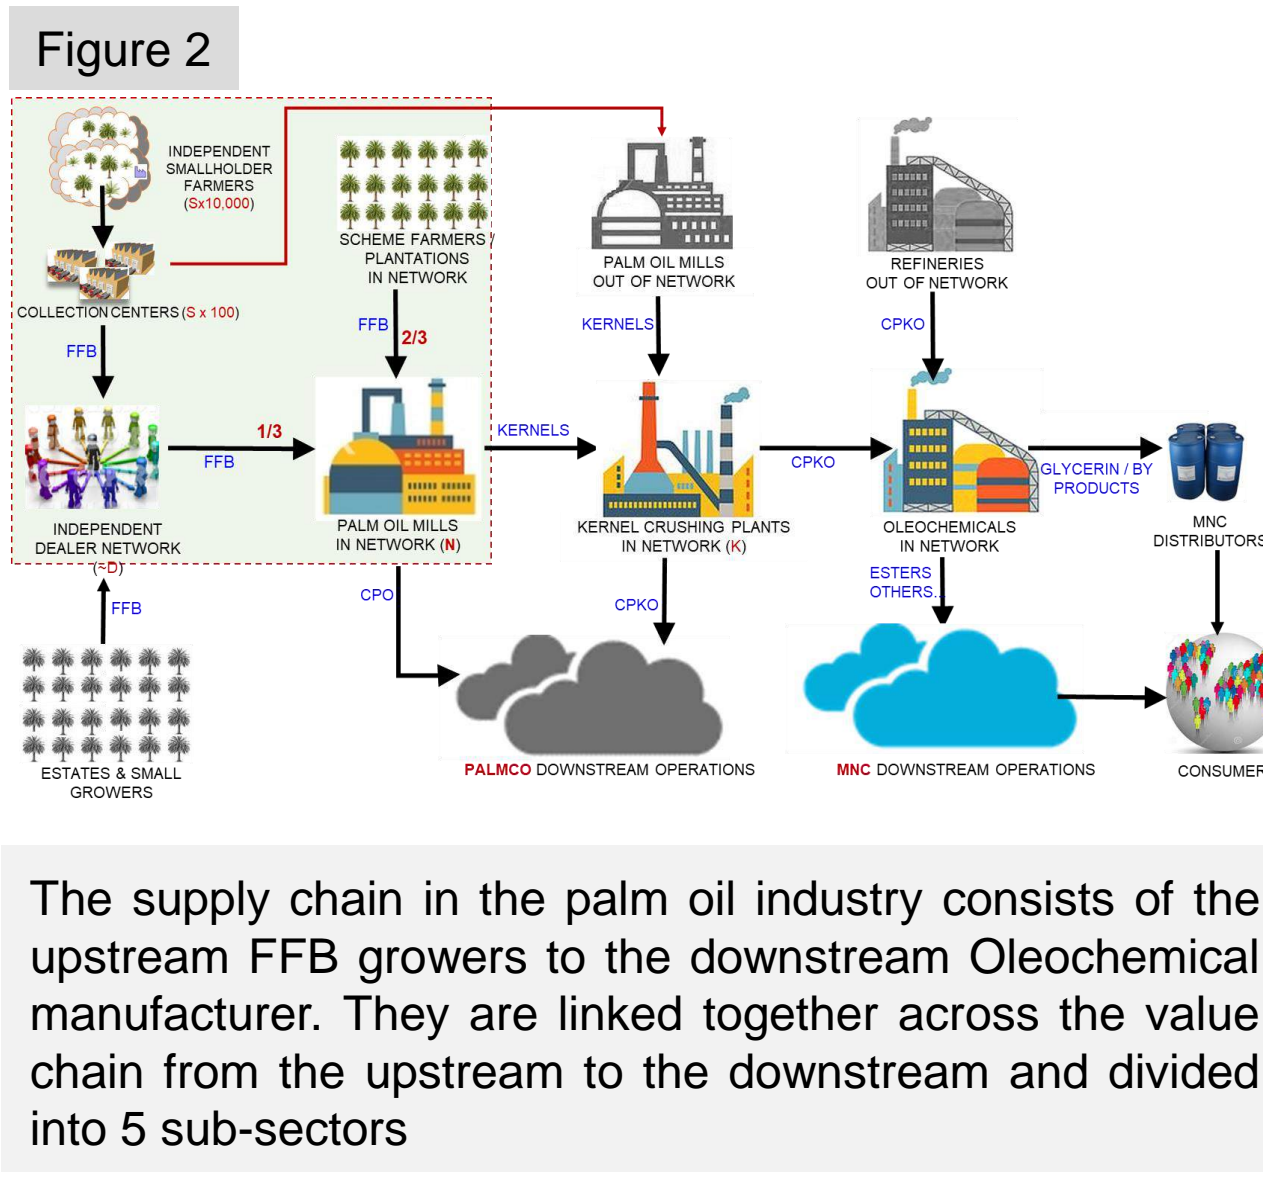 Figure 2
INDEPENDENT
SMALLHOLDER
FARMERS
(Sx10,000)
SCHEME FARMERS /
PLANTATIONS
IN NETWORK
PALM OIL MILLS
OUT OF NETWORK
REFINERIES
OUT OF NETWORK
COLLECTION CENTERS (S x 100)
FFB
FFB
2/3
KERNELS
CPKO
1/3
FFB
KERNELS
CPKO
GLYCERIN / BY
PRODUCTS
INDEPENDENT
DEALER NETWORK
(~D)
PALM OIL MILLS
IN NETWORK (N)
KERNEL CRUSHING PLANTS
IN NETWORK (K)
OLEOCHEMICALS
IN NETWORK
MNC
DISTRIBUTORS
FFB
CPO
CPKO
ESTERS
OTHERS...
ESTATES & SMALL
GROWERS
PALMCO DOWNSTREAM OPERATIONS
MNC DOWNSTREAM OPERATIONS
CONSUMER
The supply chain in the palm oil industry consists of the
upstream FFB growers to the downstream Oleochemical
manufacturer. They are linked together across the value
chain from the upstream to the downstream and divided
into 5 sub-sectors